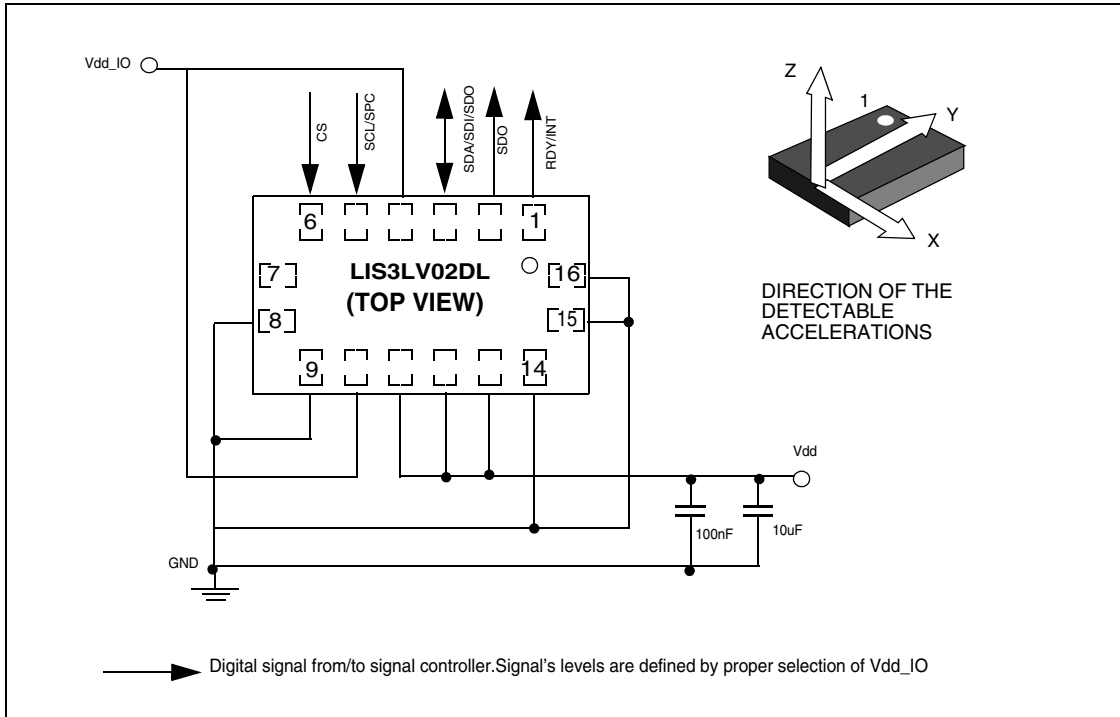 Vdd_IO
CS
SCL/SPC
SDA/SDI/SDO
SDO
RDY/INT
Z
1
Y
X
6
1
7
LIS3LV02DL
16
(TOP VIEW)
8
15
9
14
DIRECTION OF THE
DETECTABLE
ACCELERATIONS
Vdd
100nF
10uF
GND
Digital signal from/to signal controller.Signal's levels are defined by proper selection of Vdd_IO